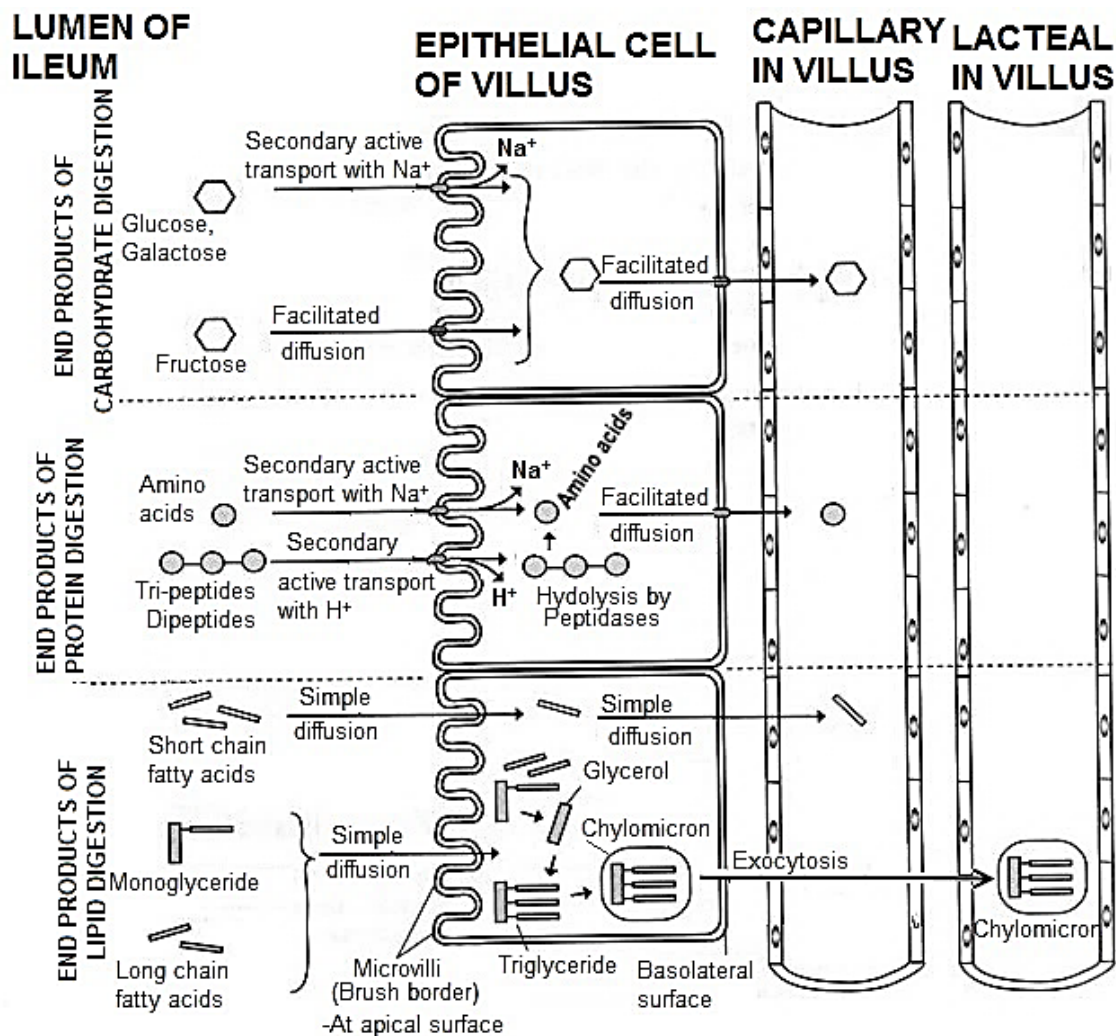 LUMEN OF
ILEUM
EPITHELIAL CELL
OF VILLUS
CAPILLARY
IN VILLUS
LACTEAL
IN VILLUS
END PRODUCTS OF
CARBOHYDRATE DIGESTION
Glucose,
Galactose
Secondary active
transport with Na⁺
Na⁺
Facilitated
diffusion
Fructose
Facilitated
diffusion
END PRODUCTS OF
PROTEIN DIGESTION
Amino
acids
Secondary active
transport with Na⁺
Na⁺
Amino acids
Facilitated
diffusion
Tri-peptides
Dipeptides
Secondary
active transport
with H⁺
H⁺
Hydolysis by
Peptidases
END PRODUCTS OF
LIPID DIGESTION
Short chain
fatty acids
Simple
diffusion
Simple
diffusion
Monoglyceride
Long chain
fatty acids
Simple
diffusion
Glycerol
Chylomicron
Triglyceride
Exocytosis
Chylomicron
Microvilli
(Brush border)
-At apical surface
Basolateral
surface